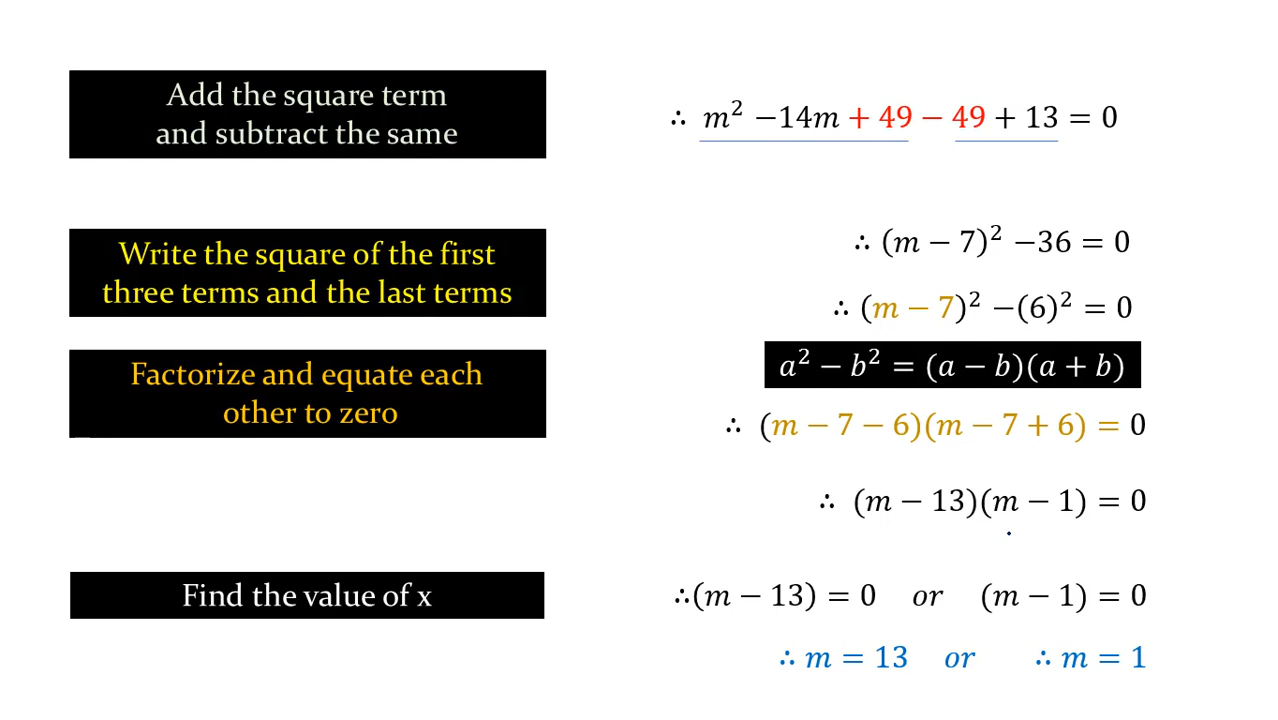 Add the square term
and subtract the same
∴ m² −14m + 49 − 49 + 13 = 0
Write the square of the first
three terms and the last terms
∴ (m − 7)² −36 = 0
∴ (m − 7)² −(6)² = 0
Factorize and equate each
other to zero
a² − b² = (a − b)(a + b)
∴ (m − 7 − 6)(m − 7 + 6) = 0
∴ (m − 13)(m − 1) = 0
Find the value of x
∴(m − 13) = 0 or (m − 1) = 0
∴ m = 13 or ∴ m = 1